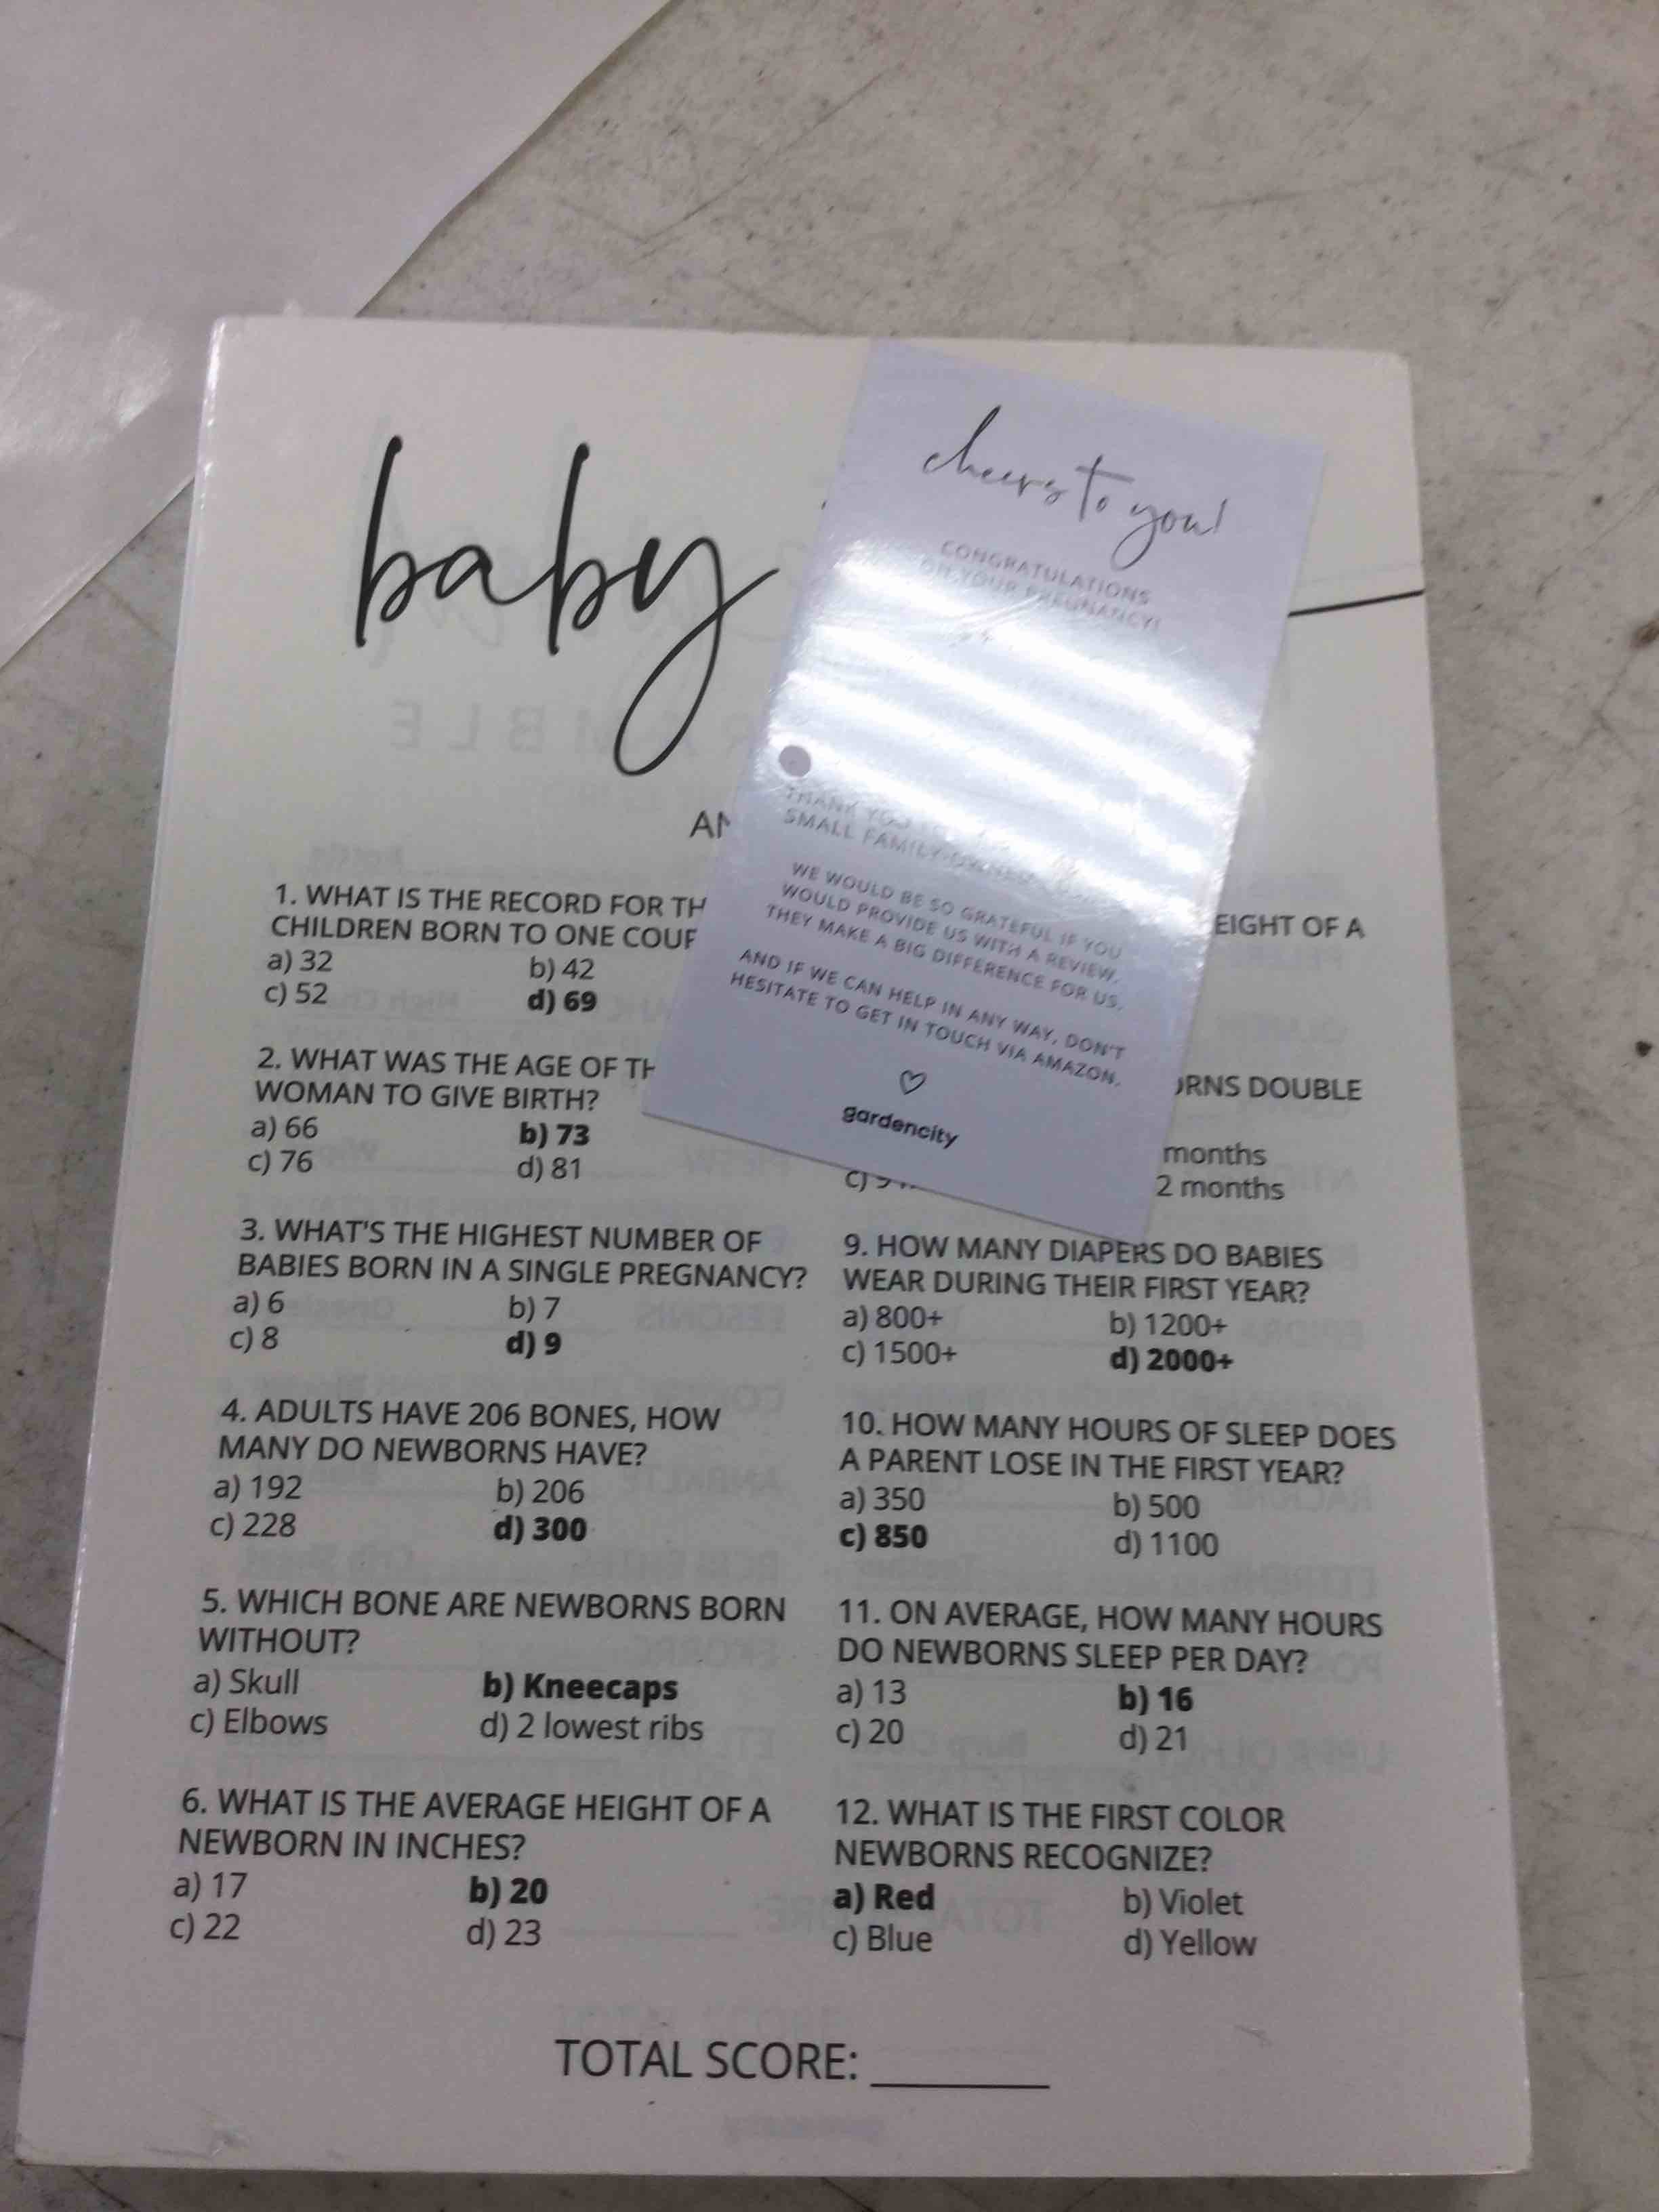 baby
cheers to you!
CONGRATULATIONS
ON YOUR PREGNANCY!
THANK YOU
SMALL FAMILY-OWNED
WE WOULD BE SO GRATEFUL IF YOU
WOULD PROVIDE US WITH A REVIEW.
THEY MAKE A BIG DIFFERENCE FOR US.
AND IF WE CAN HELP IN ANY WAY, DON'T
HESITATE TO GET IN TOUCH VIA AMAZON.
gardencity
AN
1. WHAT IS THE RECORD FOR TH
CHILDREN BORN TO ONE COUP
a) 32 b) 42
c) 52 d) 69
2. WHAT WAS THE AGE OF TH
WOMAN TO GIVE BIRTH?
a) 66 b) 73
c) 76 d) 81
3. WHAT'S THE HIGHEST NUMBER OF
BABIES BORN IN A SINGLE PREGNANCY?
a) 6 b) 7
c) 8 d) 9
4. ADULTS HAVE 206 BONES, HOW
MANY DO NEWBORNS HAVE?
a) 192 b) 206
c) 228 d) 300
5. WHICH BONE ARE NEWBORNS BORN
WITHOUT?
a) Skull b) Kneecaps
c) Elbows d) 2 lowest ribs
6. WHAT IS THE AVERAGE HEIGHT OF A
NEWBORN IN INCHES?
a) 17 b) 20
c) 22 d) 23
EIGHT OF A
ORNS DOUBLE
months
c) 9 2 months
9. HOW MANY DIAPERS DO BABIES
WEAR DURING THEIR FIRST YEAR?
a) 800+ b) 1200+
c) 1500+ d) 2000+
10. HOW MANY HOURS OF SLEEP DOES
A PARENT LOSE IN THE FIRST YEAR?
a) 350 b) 500
c) 850 d) 1100
11. ON AVERAGE, HOW MANY HOURS
DO NEWBORNS SLEEP PER DAY?
a) 13 b) 16
c) 20 d) 21
12. WHAT IS THE FIRST COLOR
NEWBORNS RECOGNIZE?
a) Red b) Violet
c) Blue d) Yellow
TOTAL SCORE: